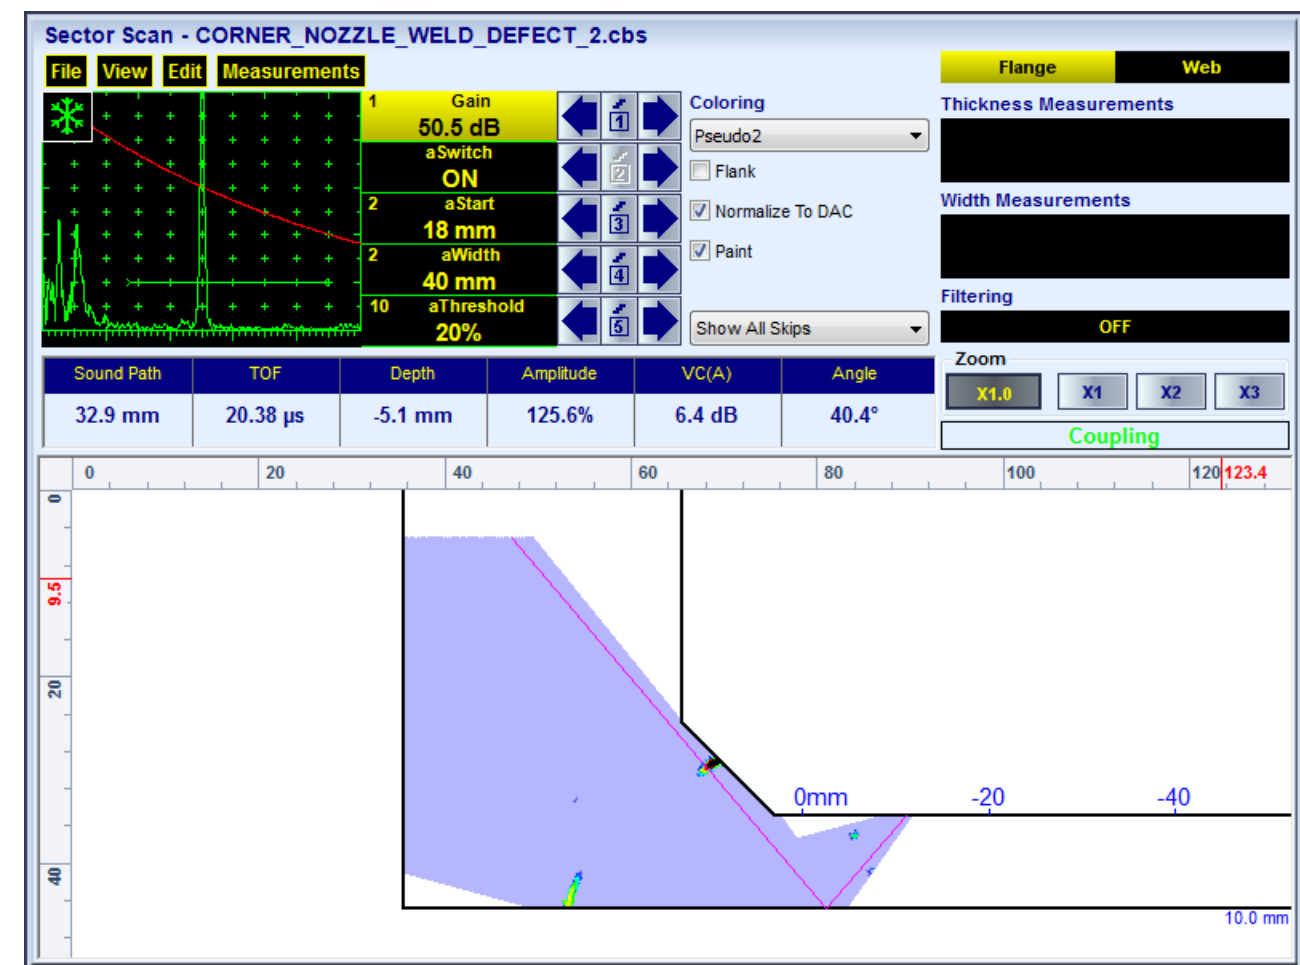 Sector Scan - CORNER_NOZZLE_WELD_DEFECT_2.cbs
File View Edit Measurements
Flange Web
1 Gain
50.5 dB
1
aSwitch
ON
2
2 aStart
18 mm
3
2 aWidth
40 mm
4
10 aThreshold
20%
5
Coloring
Pseudo2
Flank
Normalize To DAC
Paint
Show All Skips
Thickness Measurements
Width Measurements
Filtering
OFF
Zoom
X1.0 X1 X2 X3
Coupling
Sound Path TOF Depth Amplitude VC(A) Angle
32.9 mm 20.38 µs -5.1 mm 125.6% 6.4 dB 40.4°
0 20 40 60 80 100 120 123.4
0
9.5
20
40
0mm -20 -40
10.0 mm